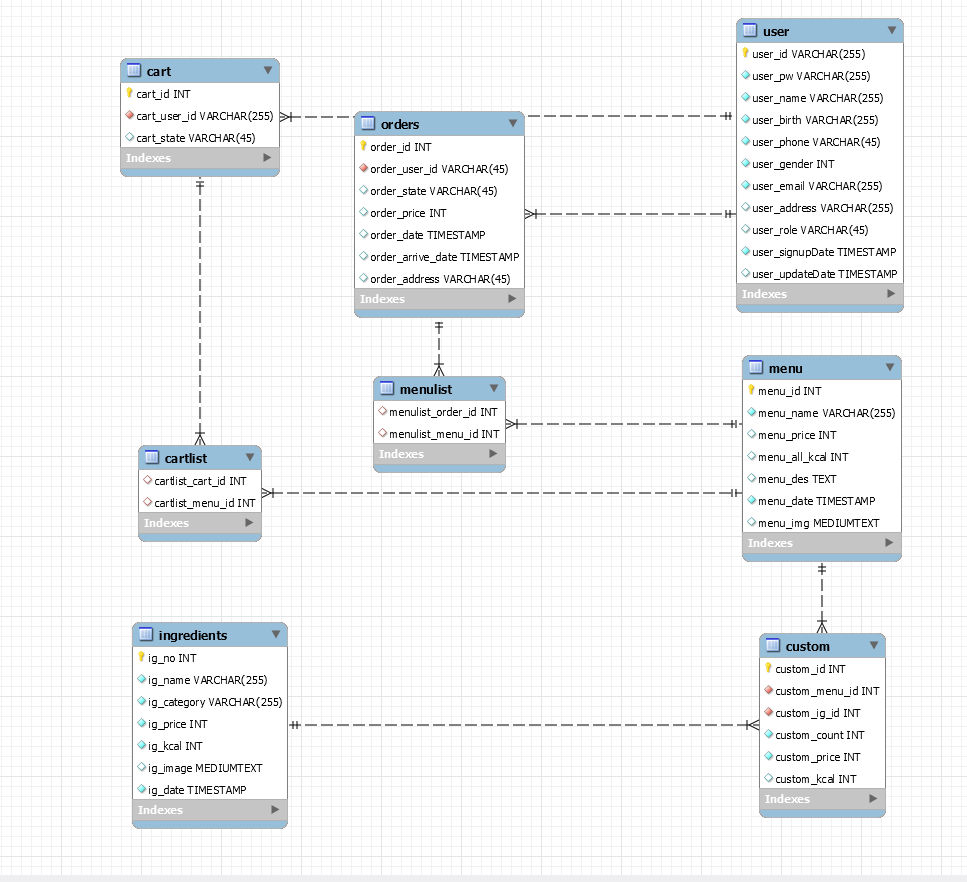 user
user_id VARCHAR(255)
user_pw VARCHAR(255)
user_name VARCHAR(255)
user_birth VARCHAR(255)
user_phone VARCHAR(45)
user_gender INT
user_email VARCHAR(255)
user_address VARCHAR(255)
user_role VARCHAR(45)
user_signupDate TIMESTAMP
user_updateDate TIMESTAMP
Indexes
cart
cart_id INT
cart_user_id VARCHAR(255)
cart_state VARCHAR(45)
Indexes
orders
order_id INT
order_user_id VARCHAR(45)
order_state VARCHAR(45)
order_price INT
order_date TIMESTAMP
order_arrive_date TIMESTAMP
order_address VARCHAR(45)
Indexes
menu
menu_id INT
menu_name VARCHAR(255)
menu_price INT
menu_all_kcal INT
menu_des TEXT
menu_date TIMESTAMP
menu_img MEDIUMTEXT
Indexes
menulist
menulist_order_id INT
menulist_menu_id INT
Indexes
cartlist
cartlist_cart_id INT
cartlist_menu_id INT
Indexes
ingredients
ig_no INT
ig_name VARCHAR(255)
ig_category VARCHAR(255)
ig_price INT
ig_kcal INT
ig_image MEDIUMTEXT
ig_date TIMESTAMP
Indexes
custom
custom_id INT
custom_menu_id INT
custom_ig_id INT
custom_count INT
custom_price INT
custom_kcal INT
Indexes